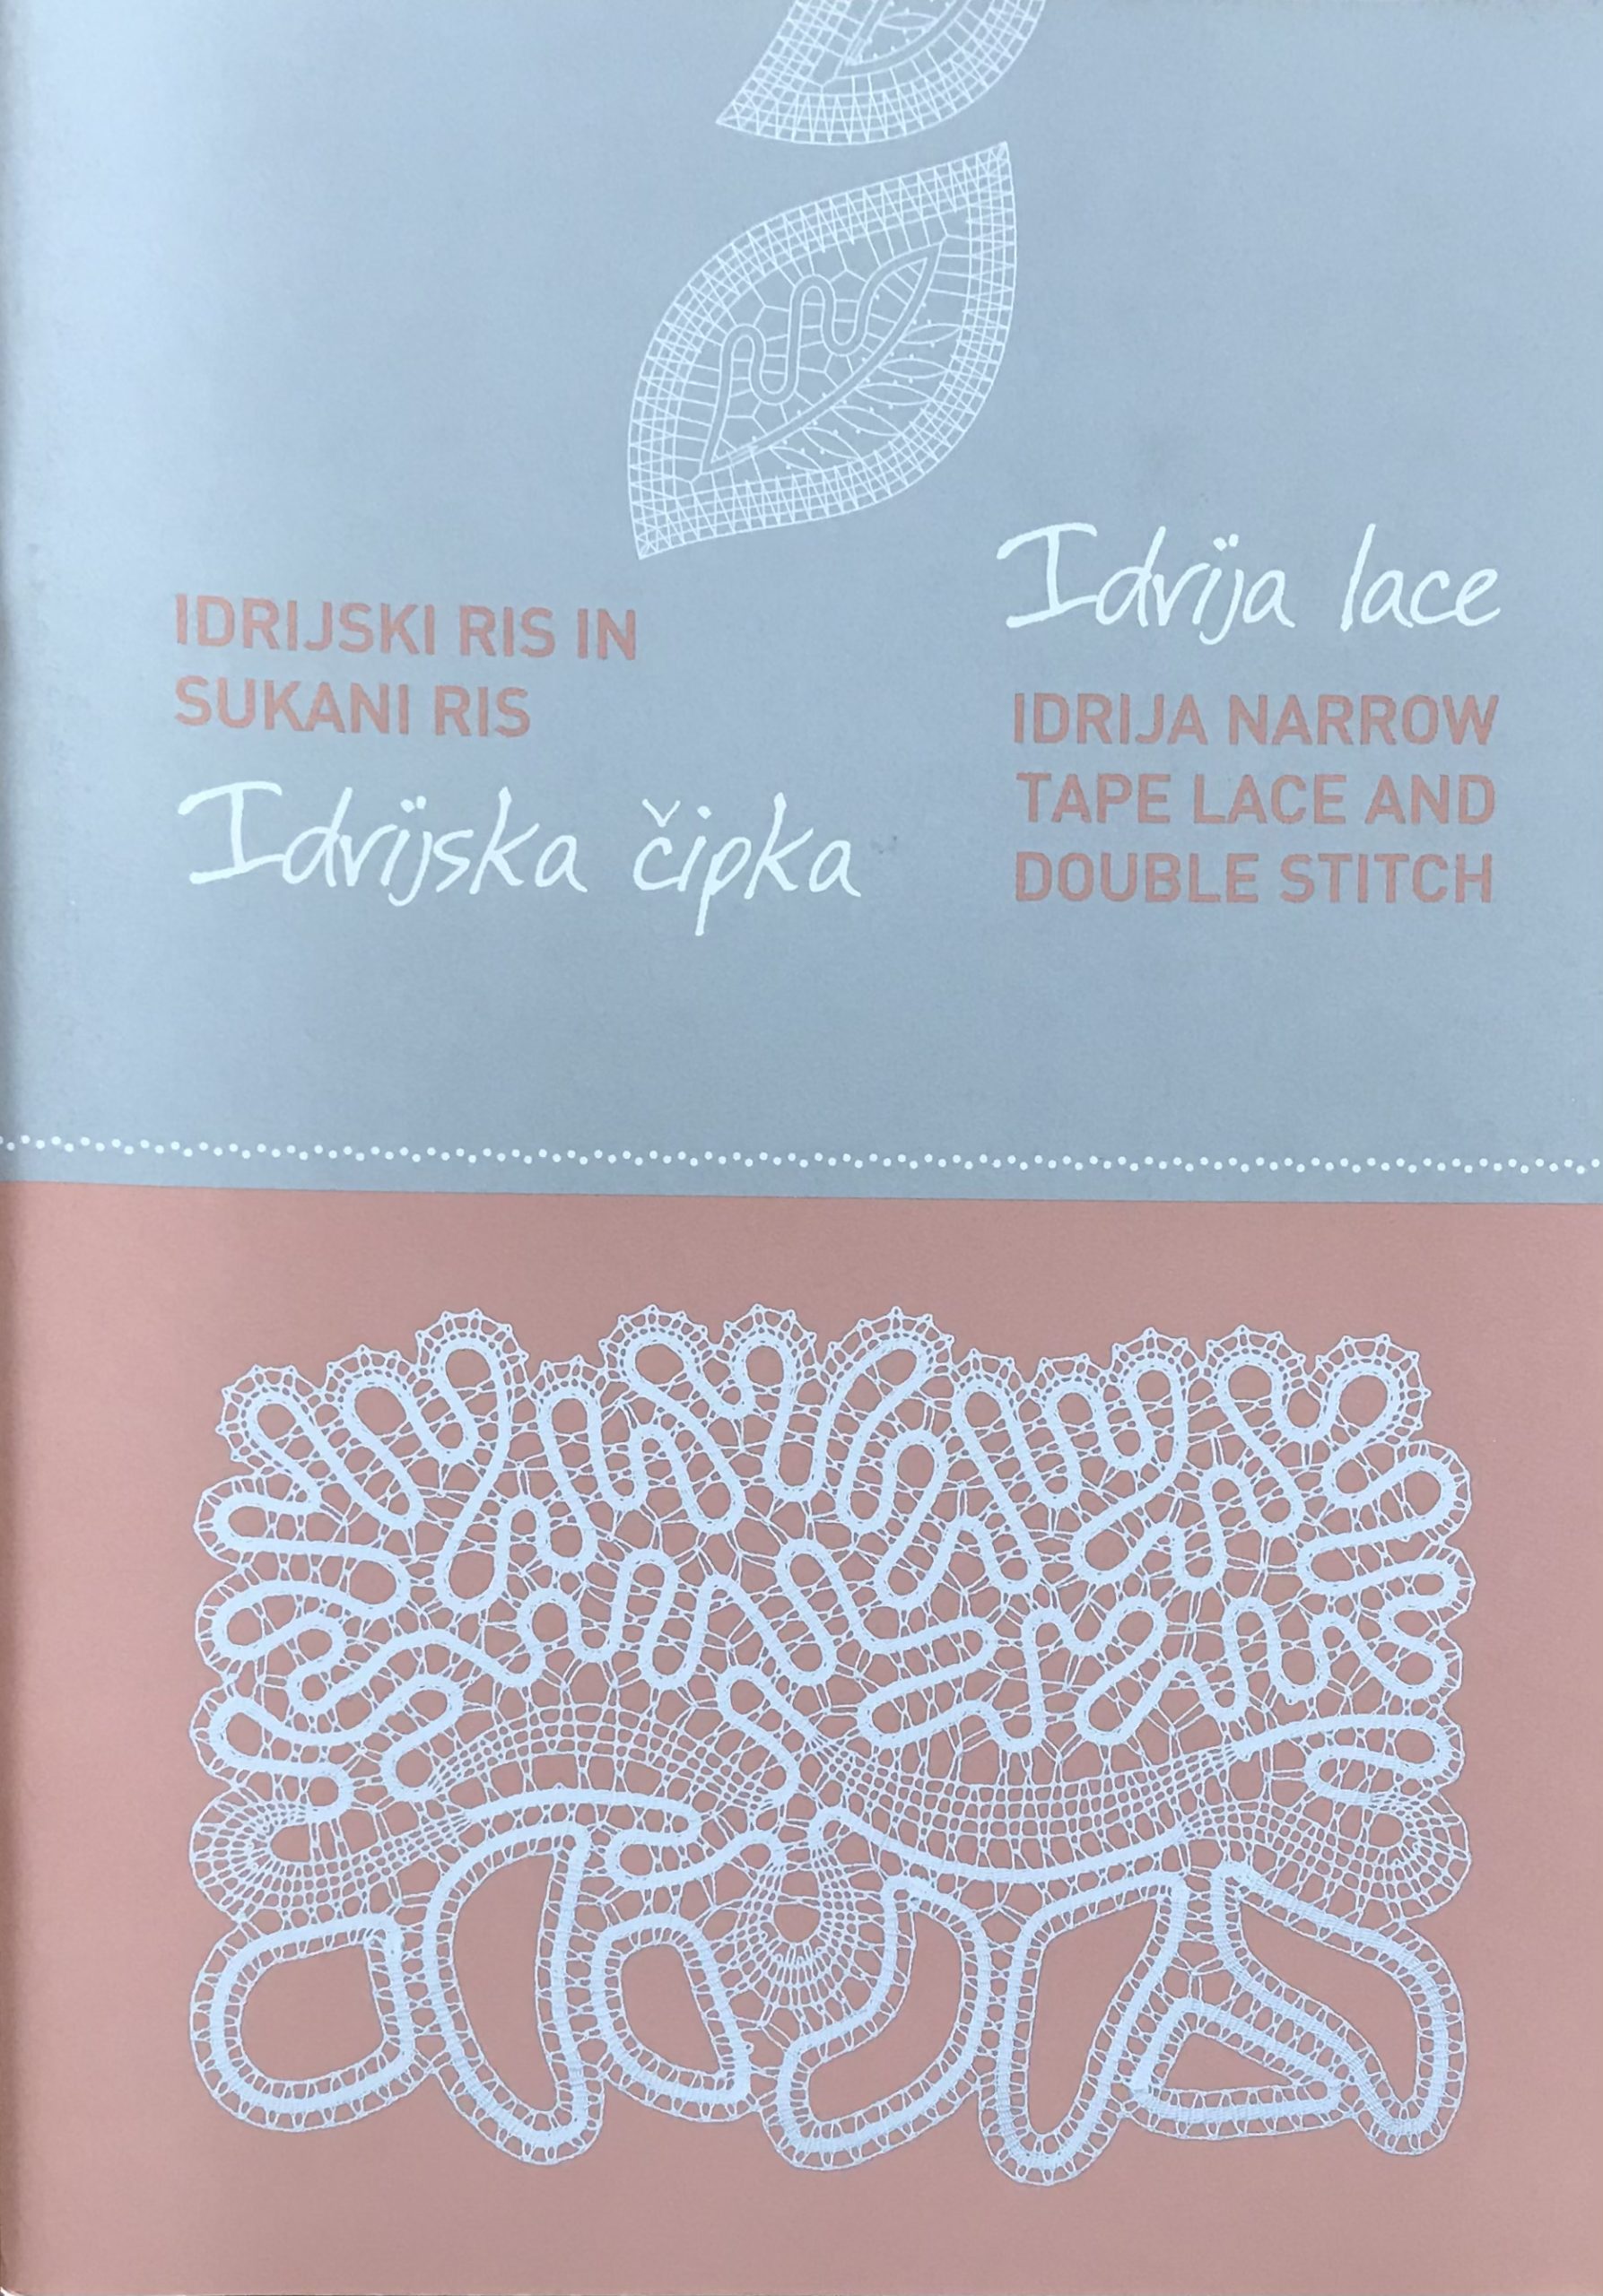 IDRIJSKI RIS IN
SUKANI RIS
Idrijska čipka
Idrija lace
IDRIJA NARROW
TAPE LACE AND
DOUBLE STITCH